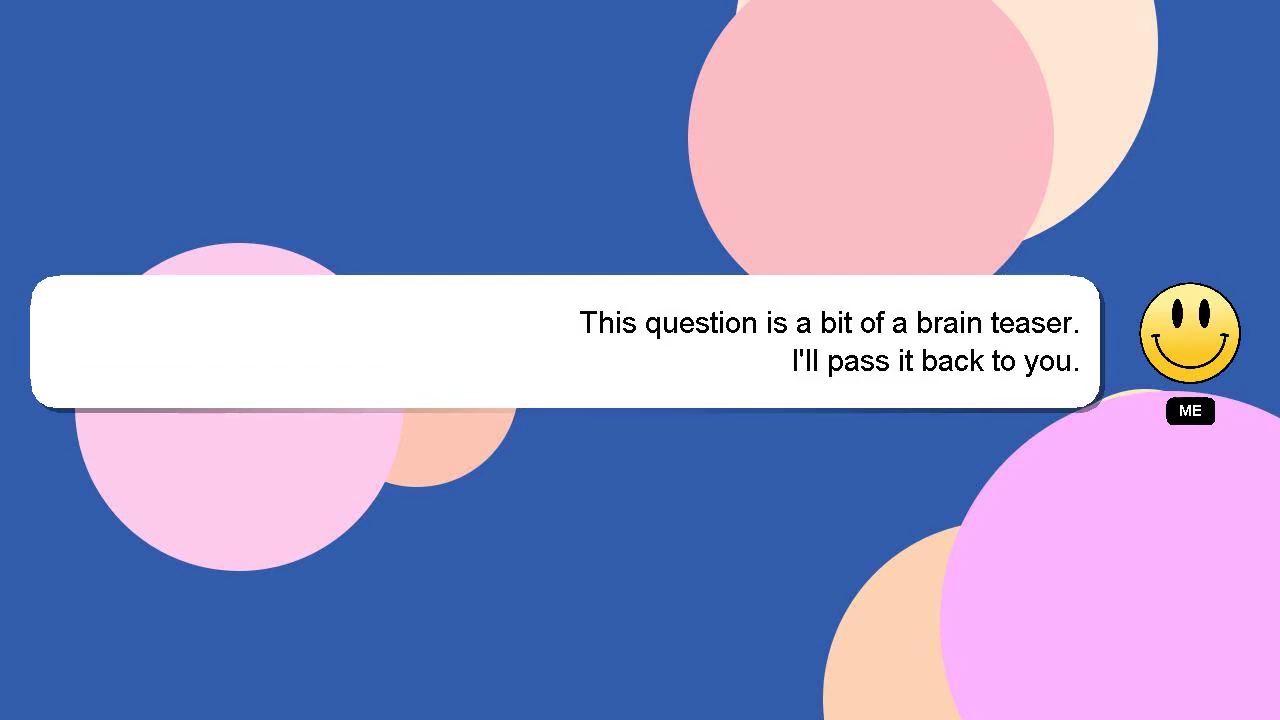 This question is a bit of a brain teaser.
I'll pass it back to you.
ME